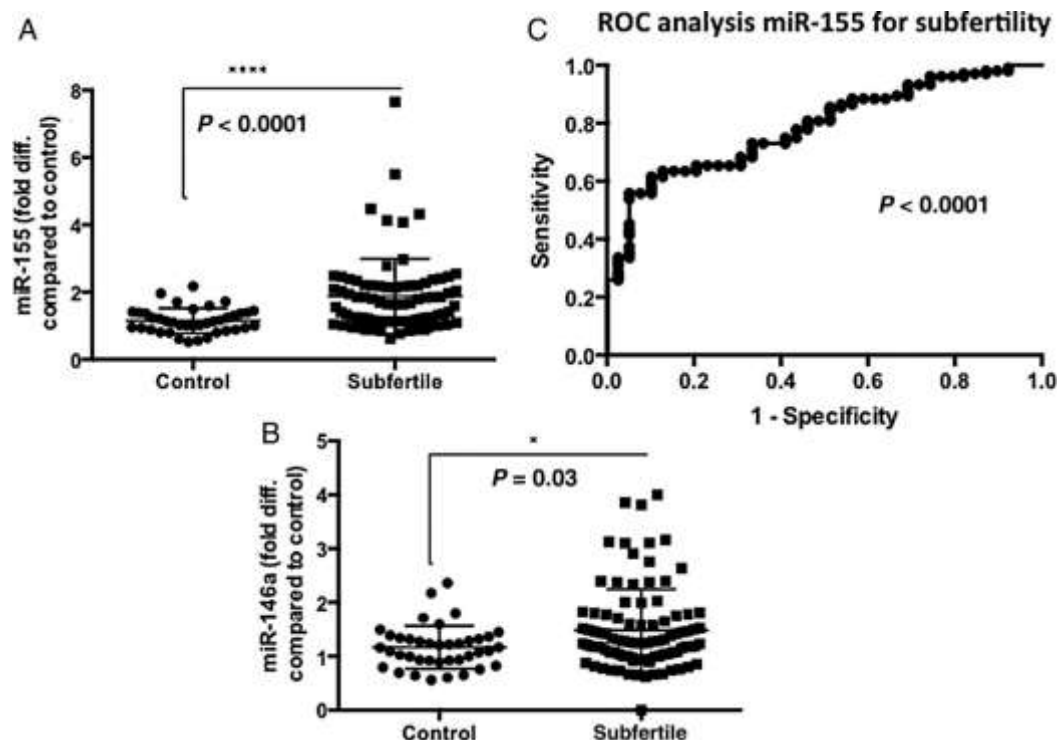 A
****
P < 0.0001
miR-155 (fold diff.
compared to control)
8
6
4
2
0
Control
Subfertile
C
ROC analysis miR-155 for subfertility
Sensitivity
1.0
0.8
0.6
0.4
0.2
0.0
P < 0.0001
0.0 0.2 0.4 0.6 0.8 1.0
1 - Specificity
B
*
P = 0.03
miR-146a (fold diff.
compared to control)
5
4
3
2
1
0
Control
Subfertile